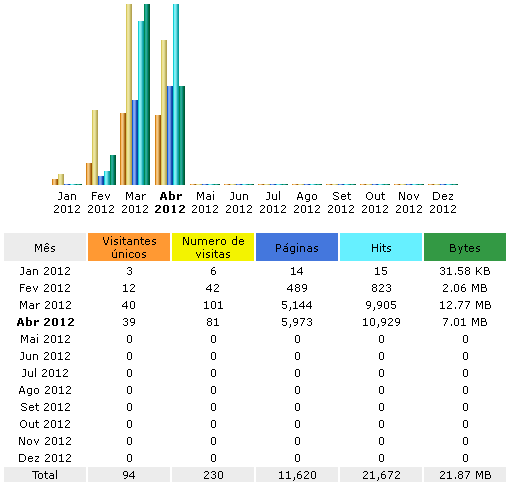 Jan Fev Mar Abr Mai Jun Jul Ago Set Out Nov Dez
2012 2012 2012 2012 2012 2012 2012 2012 2012 2012 2012 2012
Mês Visitantes únicos Numero de visitas Páginas Hits Bytes
Jan 2012 3 6 14 15 31.58 KB
Fev 2012 12 42 489 823 2.06 MB
Mar 2012 40 101 5,144 9,905 12.77 MB
Abr 2012 39 81 5,973 10,929 7.01 MB
Mai 2012 0 0 0 0 0
Jun 2012 0 0 0 0 0
Jul 2012 0 0 0 0 0
Ago 2012 0 0 0 0 0
Set 2012 0 0 0 0 0
Out 2012 0 0 0 0 0
Nov 2012 0 0 0 0 0
Dez 2012 0 0 0 0 0
Total 94 230 11,620 21,672 21.87 MB